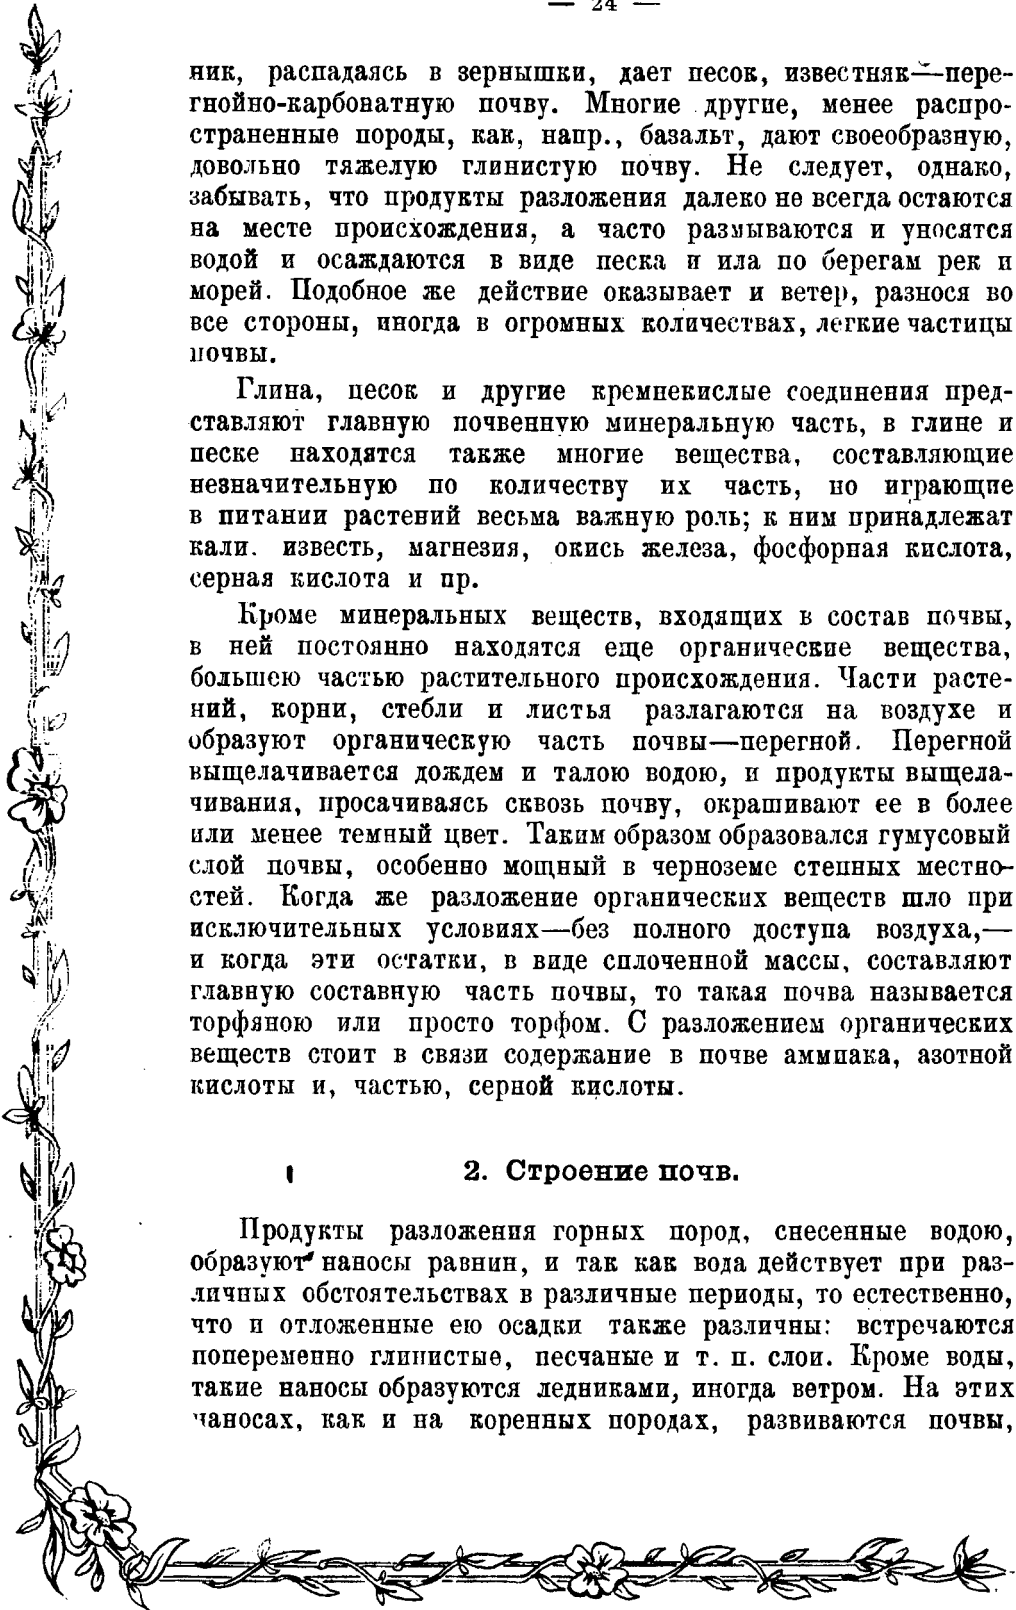 — 24 —
ник, распадаясь в зернышки, дает песок, известняк—пере-
гнойно-карбонатную почву. Многие другие, менее распро-
страненные породы, как, напр., базальт, дают своеобразную,
довольно тяжелую глинистую почву. Не следует, однако,
забывать, что продукты разложения далеко не всегда остаются
на месте происхождения, а часто размываются и уносятся
водой и осаждаются в виде песка и ила по берегам рек и
морей. Подобное же действие оказывает и ветер, разнося во
все стороны, иногда в огромных количествах, легкие частицы
почвы.
Глина, песок и другие кремнекислые соединения пред-
ставляют главную почвенную минеральную часть, в глине и
песке находятся также многие вещества, составляющие
незначительную по количеству их часть, но играющие
в питании растений весьма важную роль; к ним принадлежат
кали. известь, магнезия, окись железа, фосфорная кислота,
серная кислота и пр.
Кроме минеральных веществ, входящих в состав почвы,
в ней постоянно находятся еще органические вещества,
большею частью растительного происхождения. Части расте-
ний, корни, стебли и листья разлагаются на воздухе и
образуют органическую часть почвы—перегной. Перегной
выщелачивается дождем и талою водою, и продукты выщела-
чивания, просачиваясь сквозь почву, окрашивают ее в более
или менее темный цвет. Таким образом образовался гумусовый
слой почвы, особенно мощный в черноземе степных местно-
стей. Когда же разложение органических веществ шло при
исключительных условиях—без полного доступа воздуха,—
и когда эти остатки, в виде сплоченной массы, составляют
главную составную часть почвы, то такая почва называется
торфяною или просто торфом. С разложением органических
веществ стоит в связи содержание в почве аммиака, азотной
кислоты и, частью, серной кислоты.
2. Строение почв.
Продукты разложения горных пород, снесенные водою,
образуют наносы равнин, и так как вода действует при раз-
личных обстоятельствах в различные периоды, то естественно,
что и отложенные ею осадки также различны: встречаются
попеременно глинистые, песчаные и т. п. слои. Кроме воды,
такие наносы образуются ледниками, иногда ветром. На этих
наносах, как и на коренных породах, развиваются почвы,